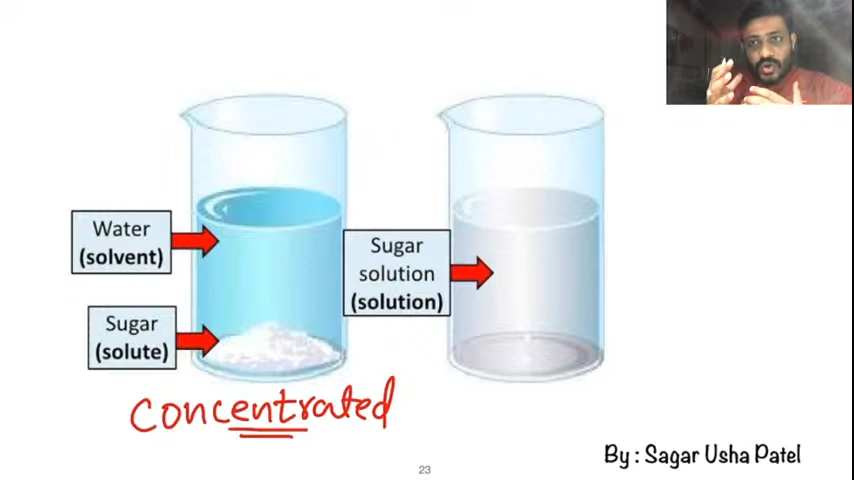 Water
(solvent)
Sugar
(solute)
Sugar
solution
(solution)
concentrated
By : Sagar Usha Patel
23